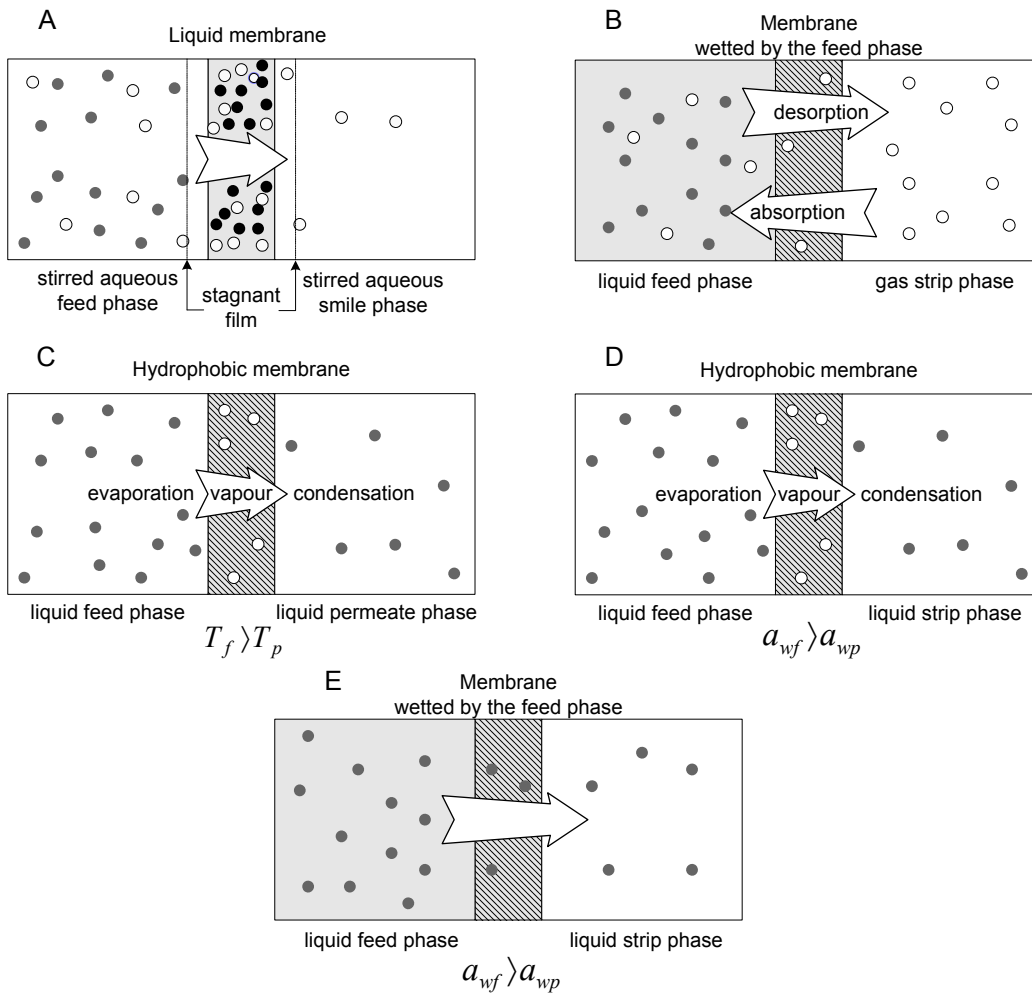 A
Liquid membrane
stirred aqueous
feed phase
stagnant
film
stirred aqueous
smile phase
B
Membrane
wetted by the feed phase
desorption
absorption
liquid feed phase
gas strip phase
C
Hydrophobic membrane
evaporation
vapour
condensation
liquid feed phase
liquid permeate phase
T_f 〉T_p
D
Hydrophobic membrane
evaporation
vapour
condensation
liquid feed phase
liquid strip phase
a_wf 〉a_wp
E
Membrane
wetted by the feed phase
liquid feed phase
liquid strip phase
a_wf 〉a_wp